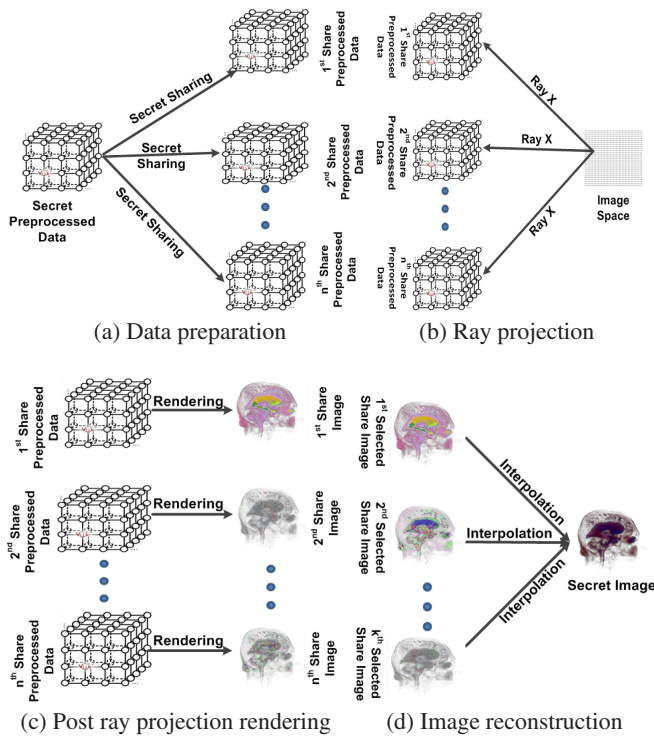 Secret
Preprocessed
Data
Secret Sharing
Secret
Sharing
Secret Sharing
1st Share
Preprocessed
Data
2nd Share
Preprocessed
Data
nth Share
Preprocessed
Data
(a) Data preparation
1st Share
Preprocessed
Data
2nd Share
Preprocessed
Data
nth Share
Preprocessed
Data
Ray X
Ray X
Ray X
Image
Space
(b) Ray projection
1st Share
Preprocessed
Data
Rendering
1st Share
Image
2nd Share
Preprocessed
Data
Rendering
2nd Share
Image
nth Share
Preprocessed
Data
Rendering
nth Share
Image
(c) Post ray projection rendering
1st Selected
Share Image
2nd Selected
Share Image
kth Selected
Share Image
Interpolation
Interpolation
Interpolation
Secret Image
(d) Image reconstruction